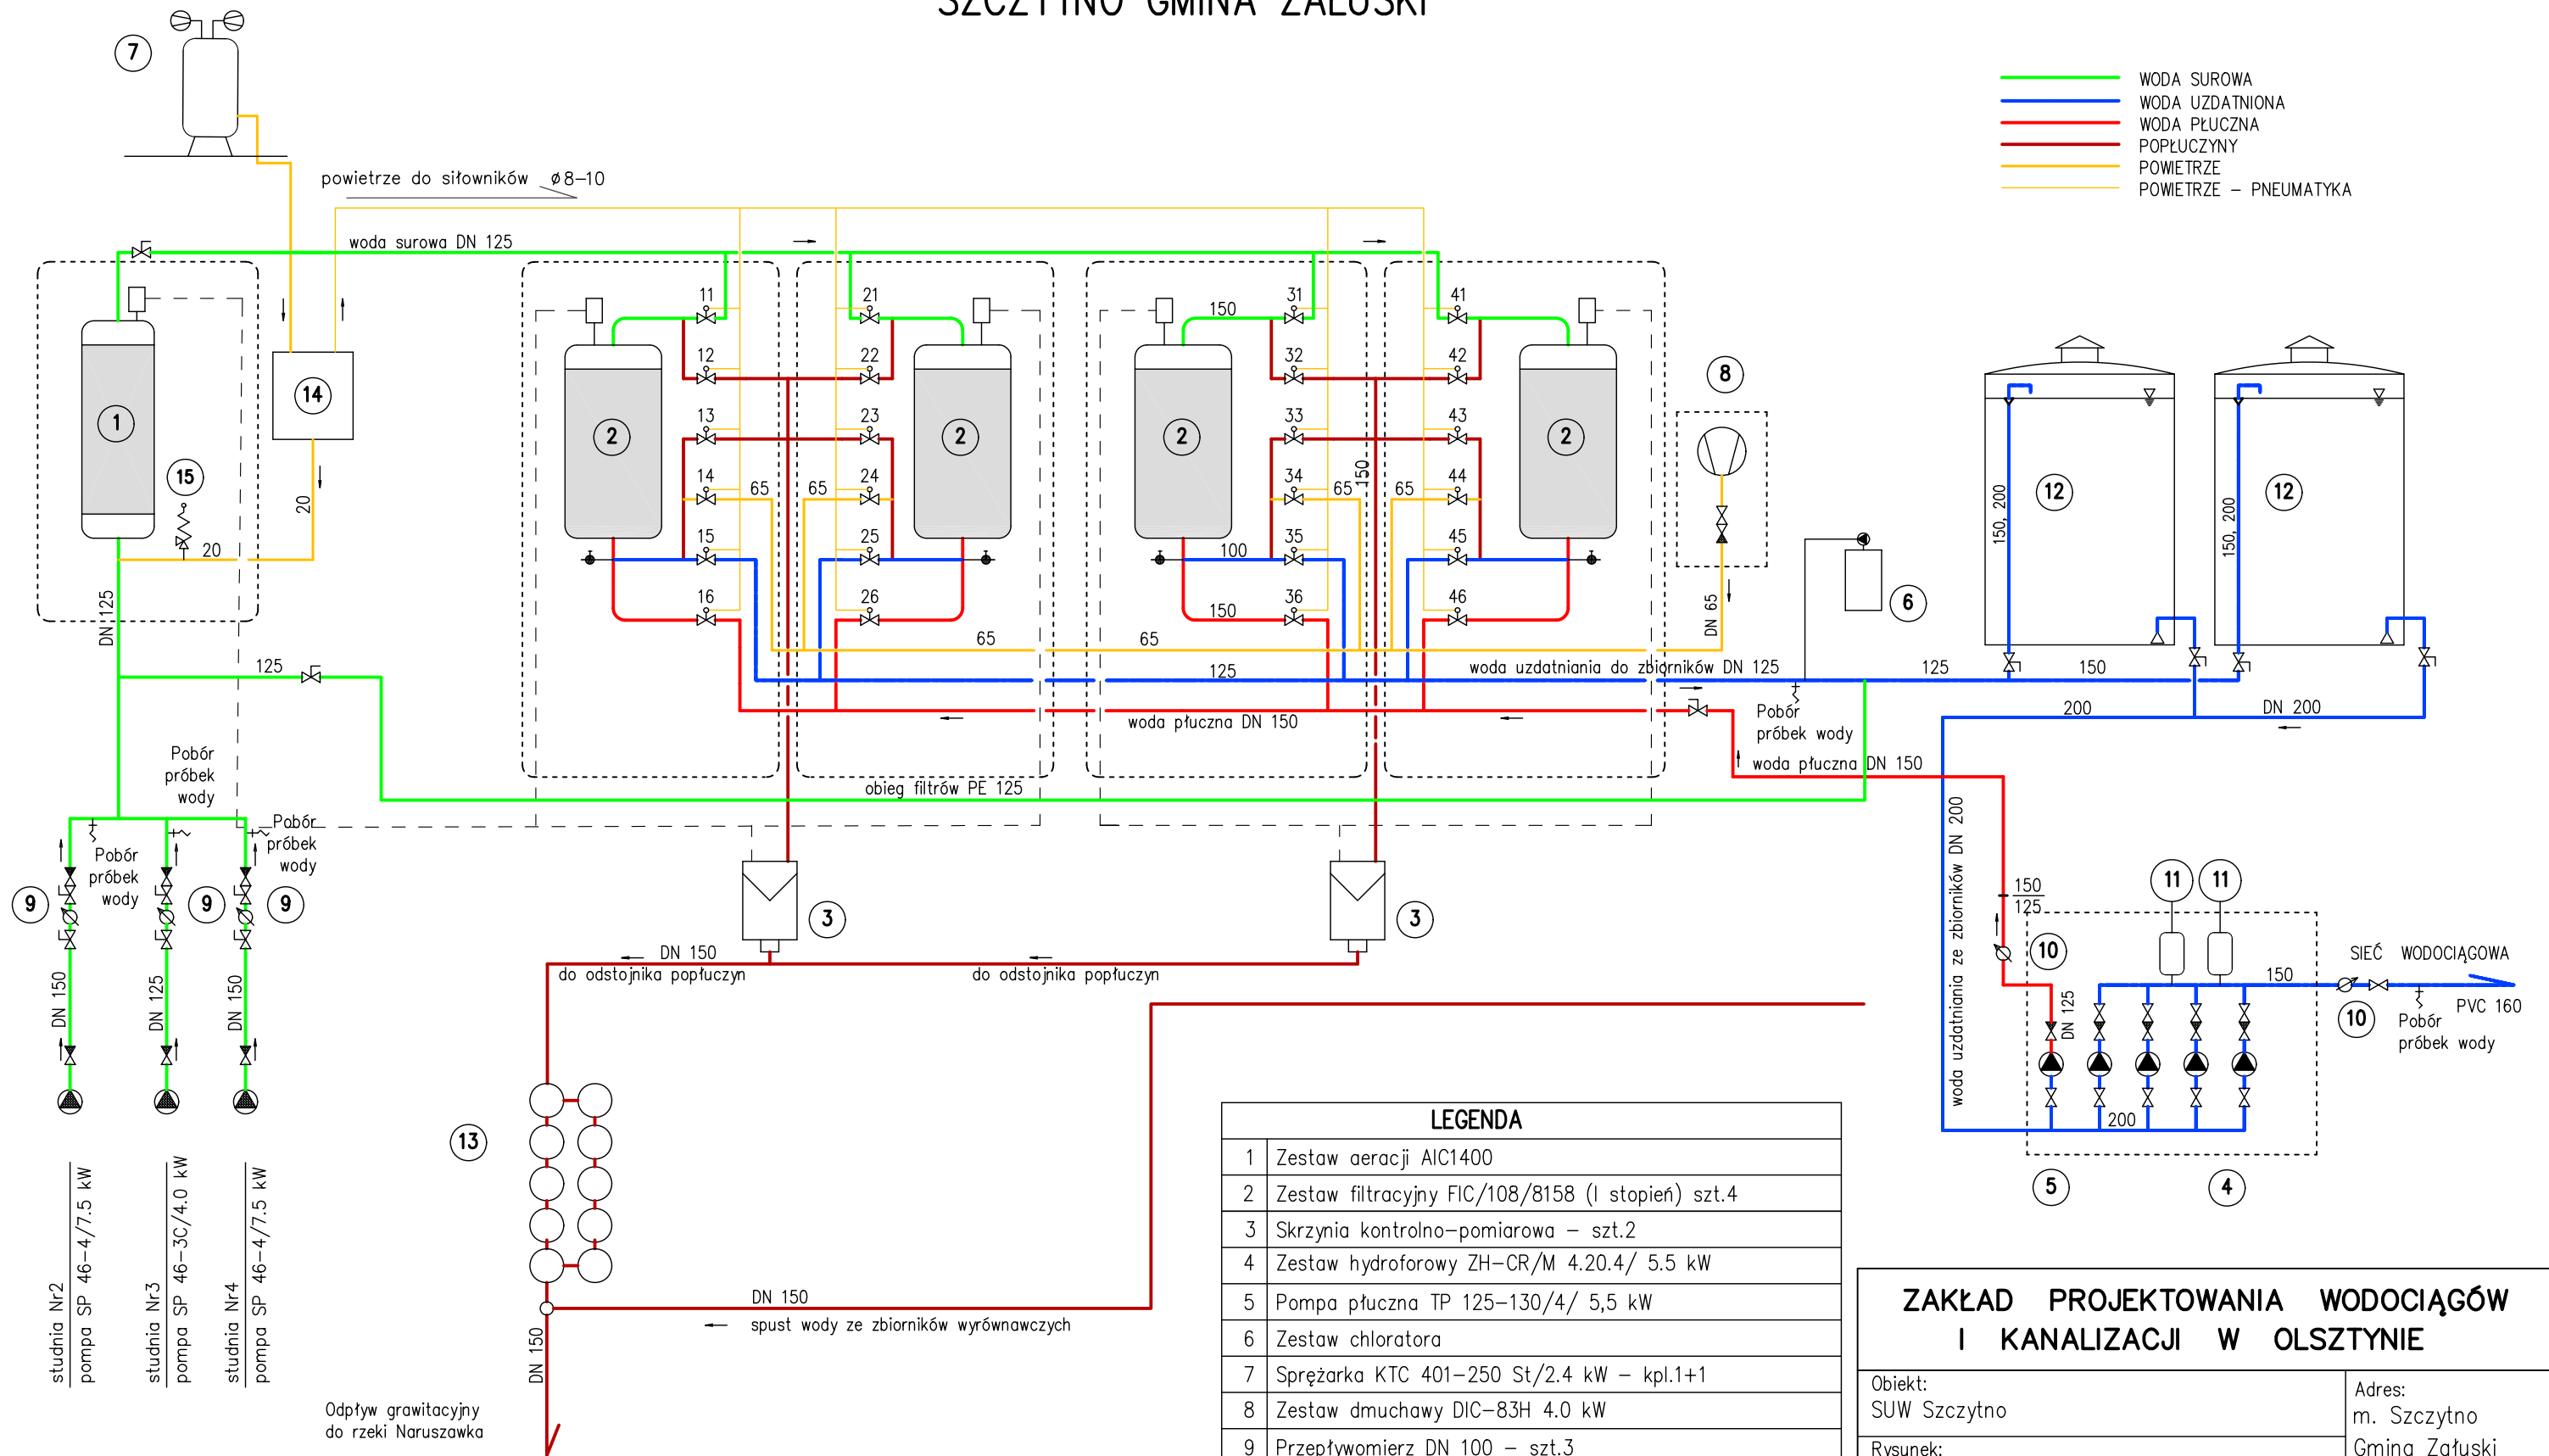 SZCZYTNO GMINA ZAŁUSKI
7
WODA SUROWA
WODA UZDATNIONA
WODA PŁUCZNA
POPŁUCZYNY
POWIETRZE
POWIETRZE – PNEUMATYKA
powietrze do siłowników ø8–10
woda surowa DN 125
11
21
31
41
150
12
22
32
42
8
14
1
2
2
2
2
13
23
33
43
15
20
14
65
65
24
34
65
65
44
150
12
12
150, 200
150, 200
20
15
25
100
35
45
DN 125
16
26
150
36
46
DN 65
6
65
65
125
125
woda uzdatniania do zbiorników DN 125
125
150
woda płuczna DN 150
Pobór
próbek wody
200
DN 200
Pobór
próbek
wody
woda płuczna DN 150
obieg filtrów PE 125
Pobór
próbek
wody
Pobór
próbek
wody
9
9
9
3
3
150
125
11
11
10
woda uzdatniania ze zbiorników DN 200
DN 150
do odstojnika popłuczyn
do odstojnika popłuczyn
SIEĆ WODOCIĄGOWA
150
PVC 160
10
Pobór
próbek wody
DN 150
DN 125
DN 150
DN 125
200
13
5
4
studnia Nr2
pompa SP 46–4/7.5 kW
studnia Nr3
pompa SP 46–3C/4.0 kW
studnia Nr4
pompa SP 46–4/7.5 kW
DN 150
spust wody ze zbiorników wyrównawczych
DN 150
Odpływ grawitacyjny
do rzeki Naruszawka
LEGENDA
1 Zestaw aeracji AIC1400
2 Zestaw filtracyjny FIC/108/8158 (I stopień) szt.4
3 Skrzynia kontrolno–pomiarowa – szt.2
4 Zestaw hydroforowy ZH–CR/M 4.20.4/ 5.5 kW
5 Pompa płuczna TP 125–130/4/ 5,5 kW
6 Zestaw chloratora
7 Sprężarka KTC 401–250 St/2.4 kW – kpl.1+1
8 Zestaw dmuchawy DIC–83H 4.0 kW
9 Przepływomierz DN 100 – szt.3
ZAKŁAD PROJEKTOWANIA WODOCIĄGÓW
I KANALIZACJI W OLSZTYNIE
Obiekt:
SUW Szczytno
Adres:
m. Szczytno
Gmina Załuski
Rysunek: